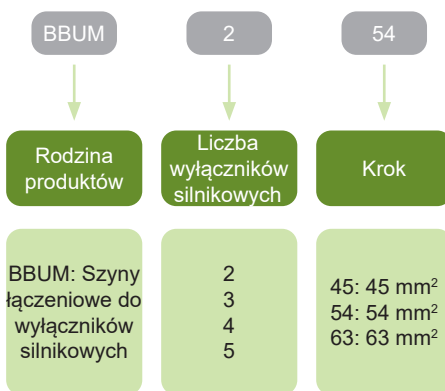 BBUM
2
54
Rodzina
produktów
Liczba
wyłączników
silnikowych
Krok
BBUM: Szyny
łączeniowe do
wyłączników
silnikowych
2
3
4
5
45: 45 mm²
54: 54 mm²
63: 63 mm²